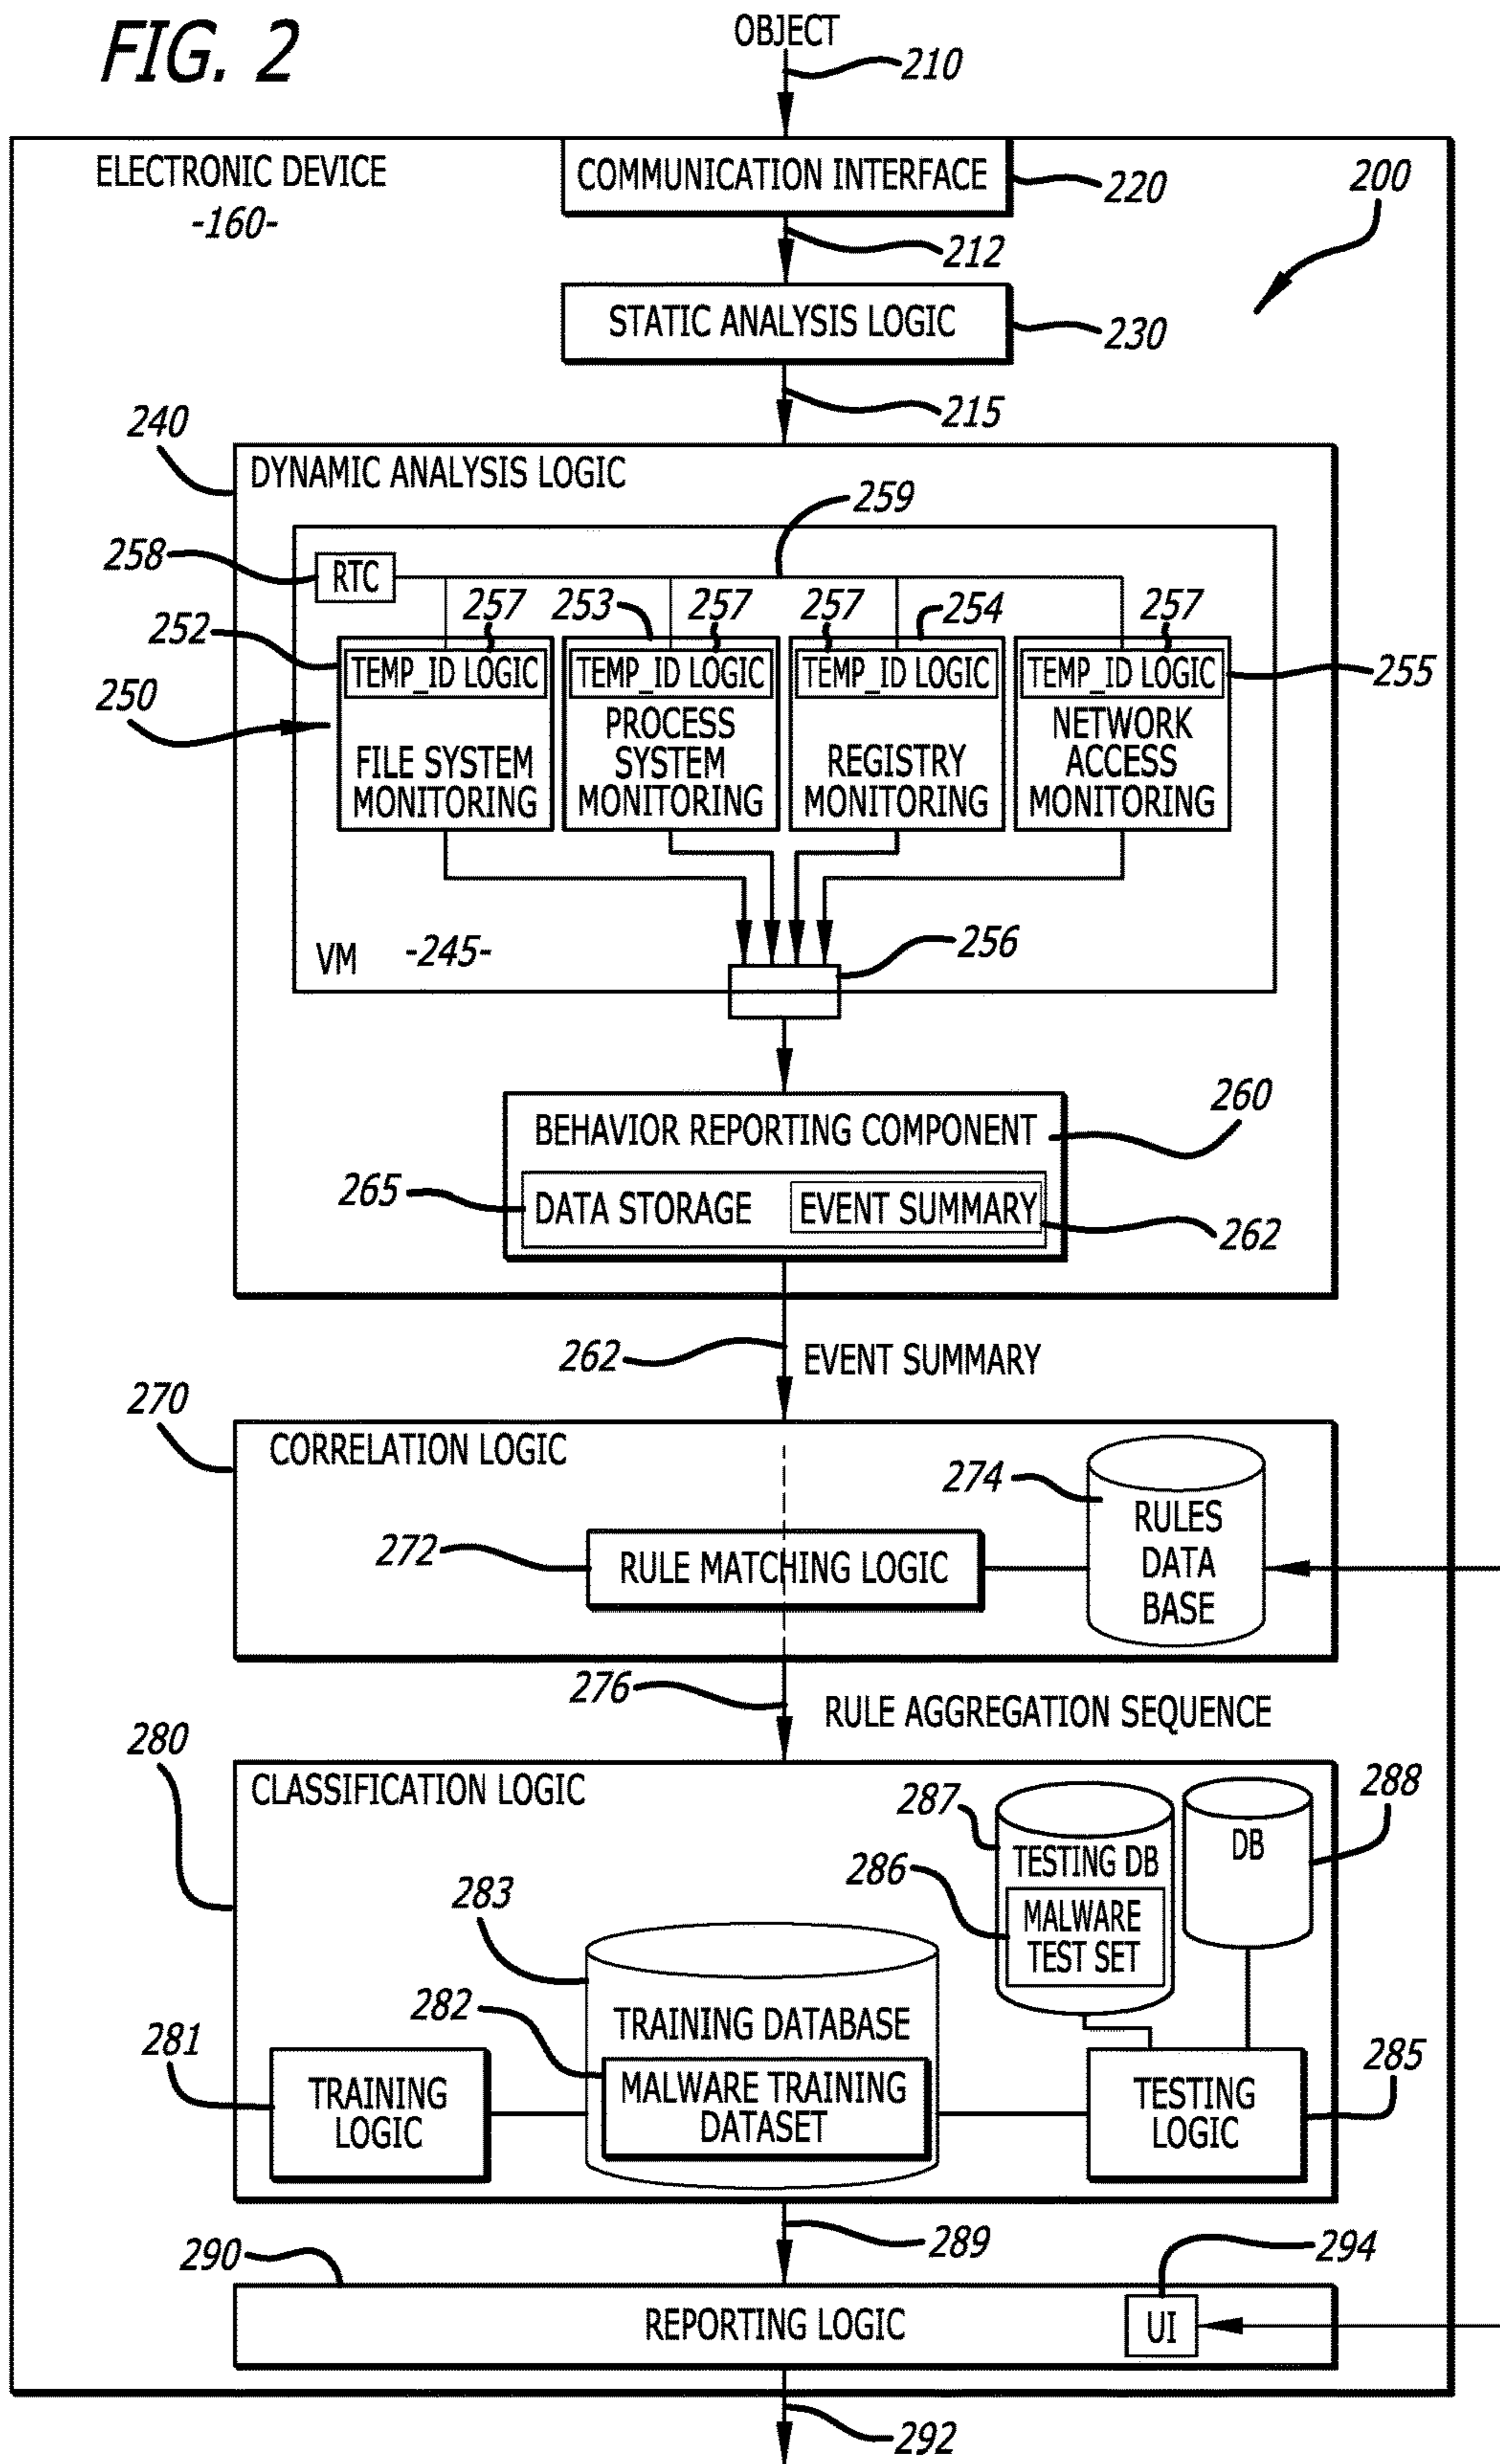 FIG. 2
OBJECT
210
ELECTRONIC DEVICE
-160-
COMMUNICATION INTERFACE
220
200
212
STATIC ANALYSIS LOGIC
230
215
240
DYNAMIC ANALYSIS LOGIC
259
258
RTC
257
253
257
257
254
257
252
TEMP_ID LOGIC
TEMP_ID LOGIC
TEMP_ID LOGIC
TEMP_ID LOGIC
255
250
FILE SYSTEM
MONITORING
PROCESS
SYSTEM
MONITORING
REGISTRY
MONITORING
NETWORK
ACCESS
MONITORING
VM
-245-
256
BEHAVIOR REPORTING COMPONENT
260
265
DATA STORAGE
EVENT SUMMARY
262
262
EVENT SUMMARY
270
CORRELATION LOGIC
274
RULES
DATA
BASE
272
RULE MATCHING LOGIC
276
RULE AGGREGATION SEQUENCE
280
CLASSIFICATION LOGIC
287
288
TESTING DB
DB
286
MALWARE
TEST SET
283
TRAINING DATABASE
282
MALWARE TRAINING
DATASET
281
TRAINING
LOGIC
TESTING
LOGIC
285
289
290
294
REPORTING LOGIC
UI
292